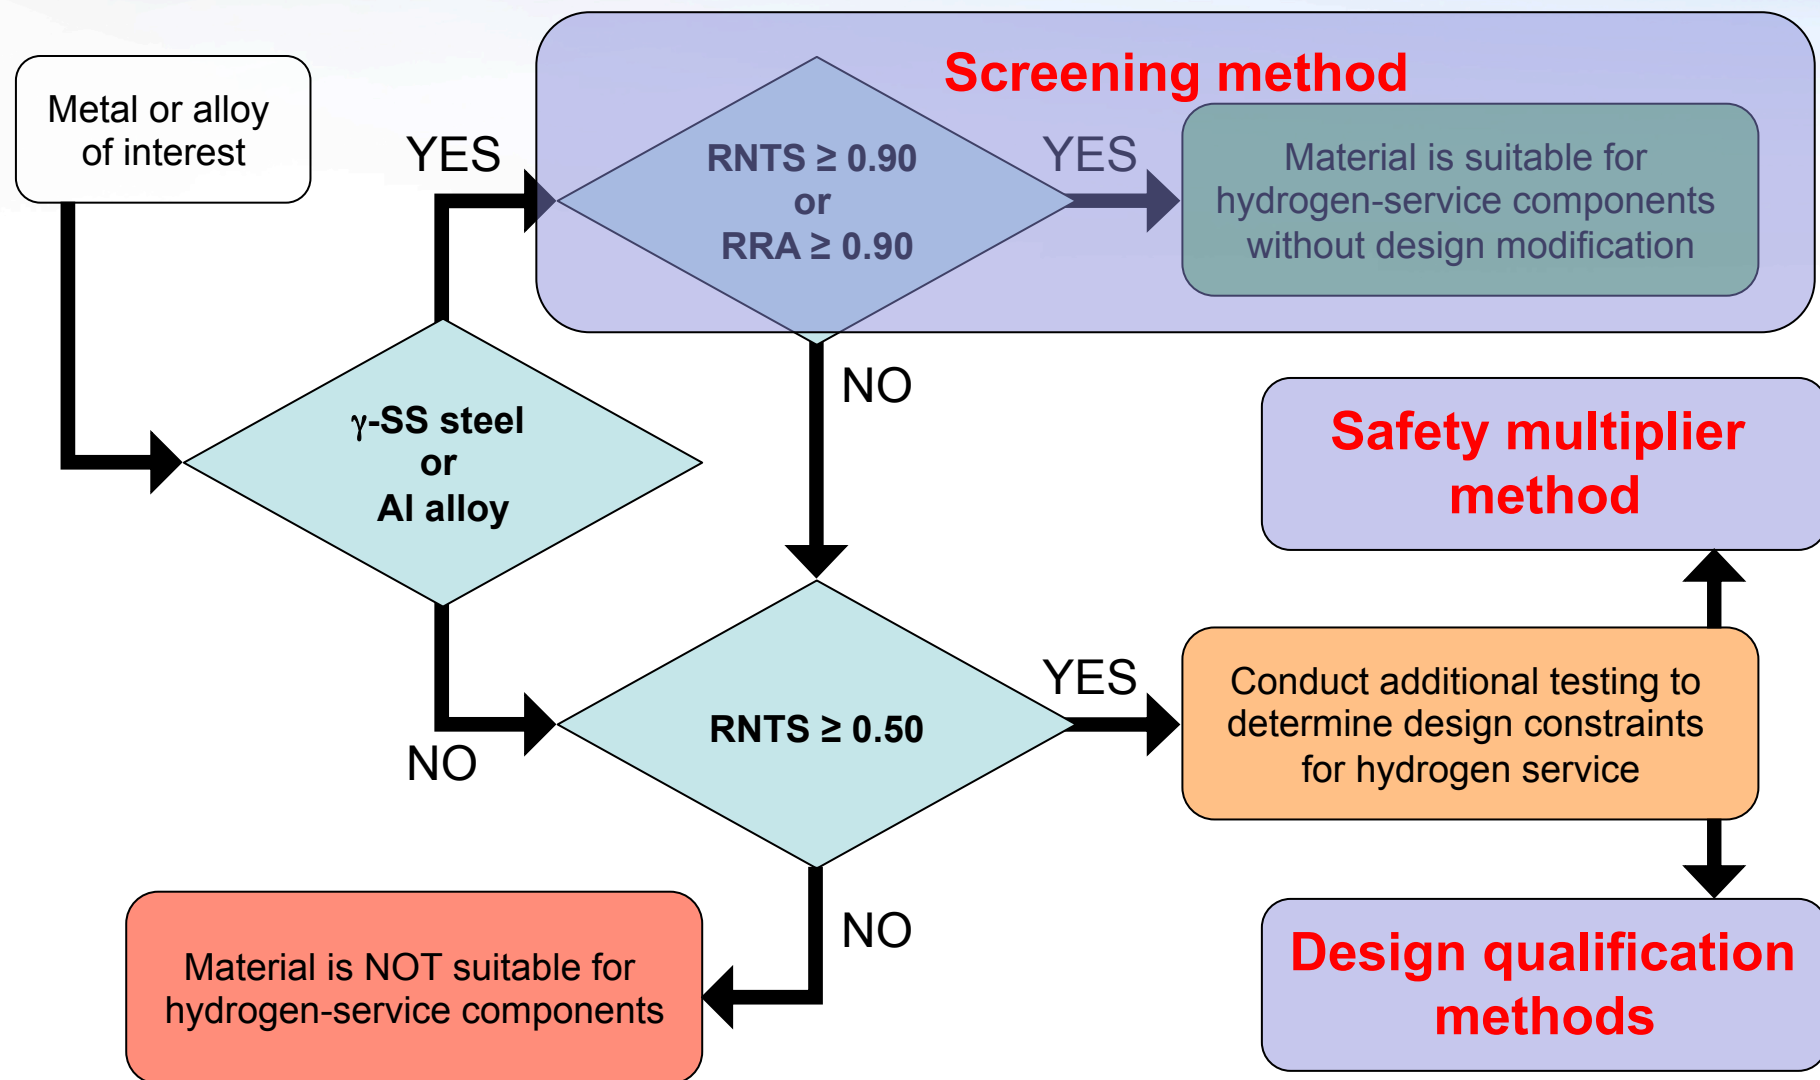 Screening method
Metal or alloy
of interest
YES
RNTS ≥ 0.90
or
RRA ≥ 0.90
YES
Material is suitable for
hydrogen-service components
without design modification
NO
γ-SS steel
or
Al alloy
Safety multiplier
method
NO
RNTS ≥ 0.50
YES
Conduct additional testing to
determine design constraints
for hydrogen service
NO
Material is NOT suitable for
hydrogen-service components
Design qualification
methods